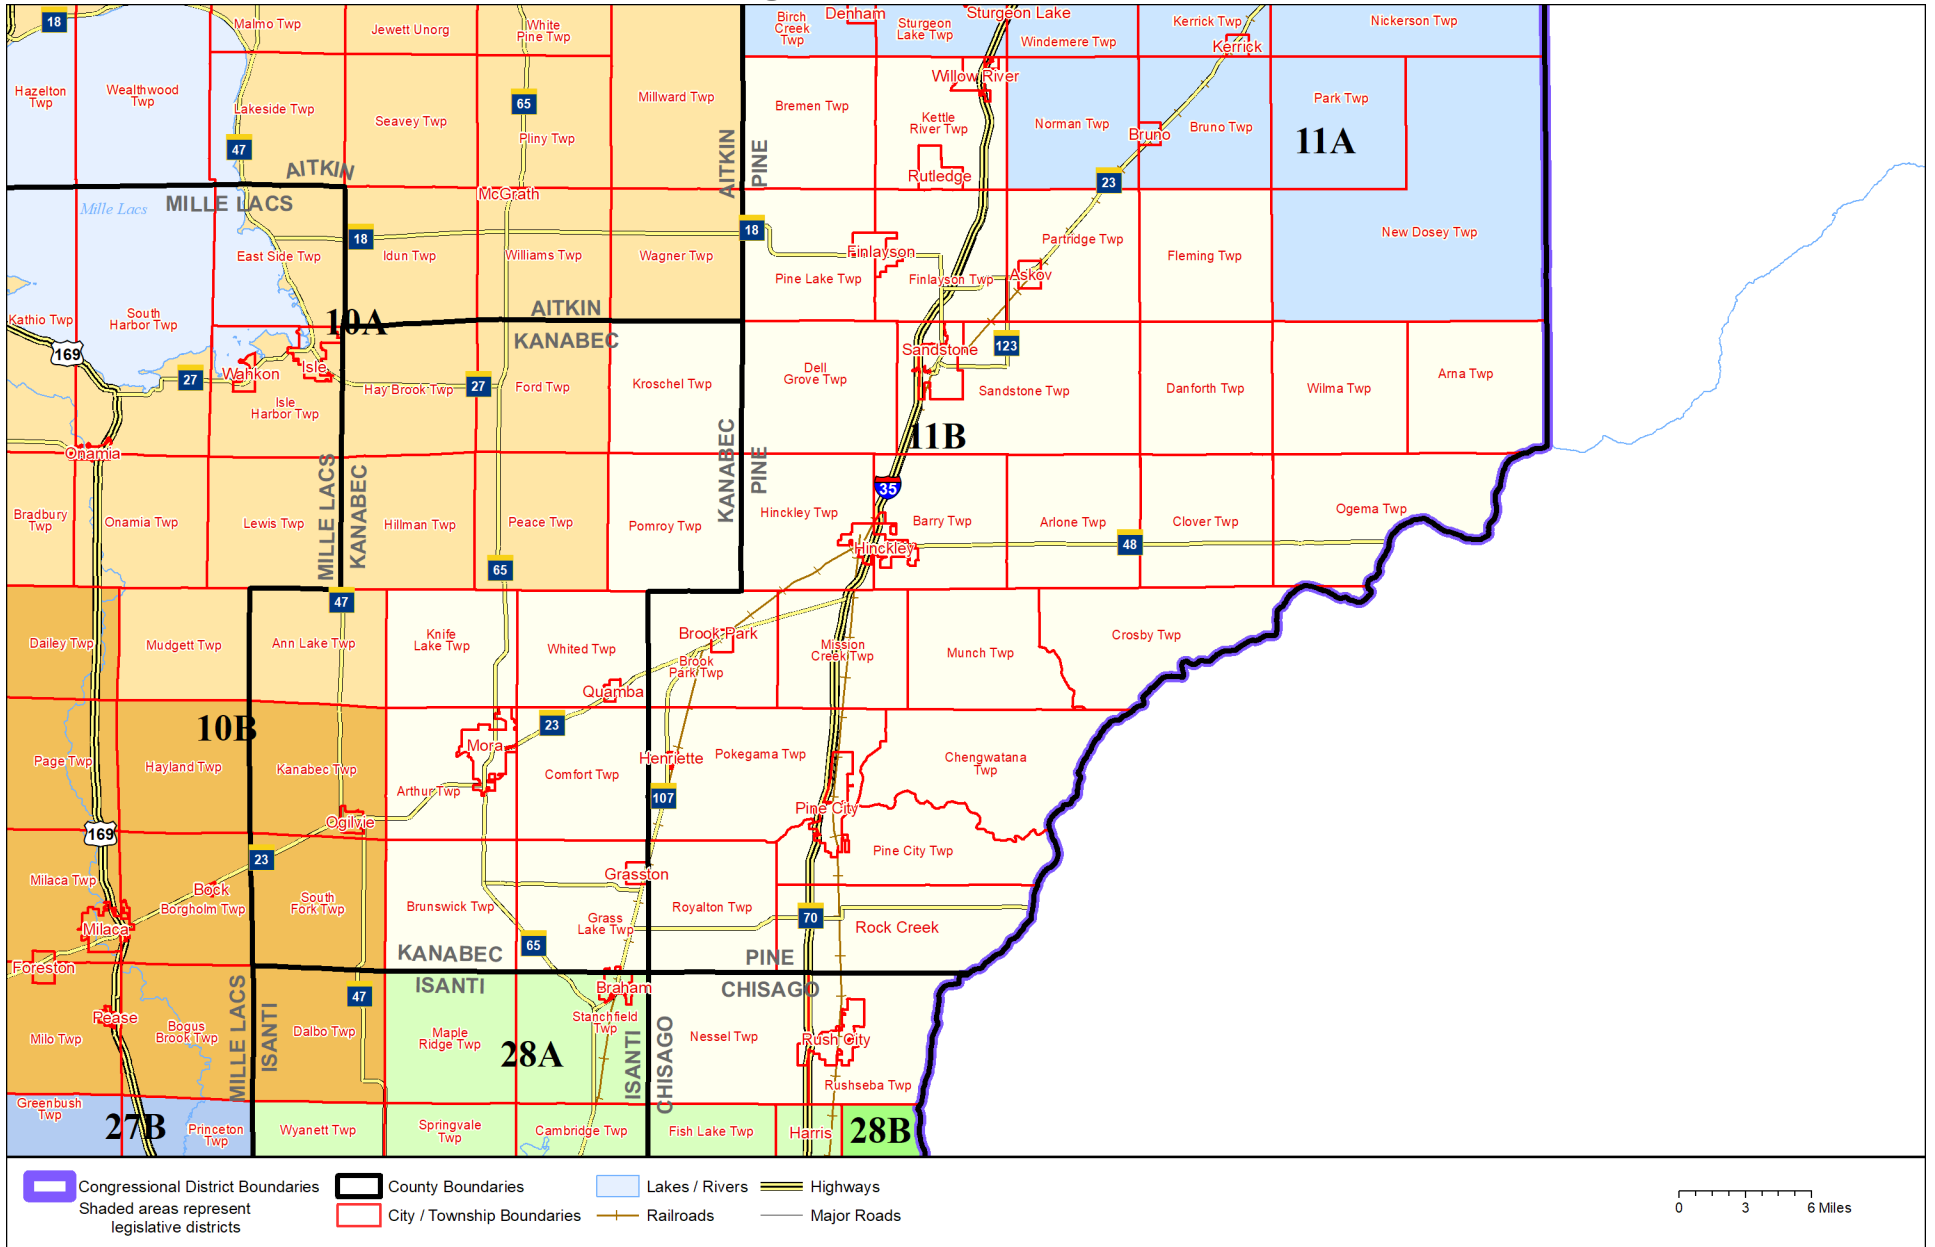 18
Malmo Twp
Jewett Unorg
White
Pine Twp
Birch
Creek
Twp
Denham
Sturgeon
Lake Twp
Sturgeon Lake
Windemere Twp
Kerrick Twp
Kerrick
Nickerson Twp
Hazelton
Twp
Wealthwood
Twp
Lakeside Twp
47
Seavey Twp
65
Pliny Twp
Millward Twp
Bremen Twp
Willow River
Kettle
River Twp
Rutledge
Norman Twp
Bruno
Bruno Twp
Park Twp
11A
23
AITKIN
MILLE LACS
Mille Lacs
McGrath
AITKIN
PINE
18
18
East Side Twp
Idun Twp
Williams Twp
Wagner Twp
Pine Lake Twp
Finlayson
Finlayson Twp
Askov
Partridge Twp
Fleming Twp
New Dosey Twp
Kathio Twp
South
Harbor Twp
10A
AITKIN
KANABEC
169
27
Wahkon
Isle
Isle
Harbor Twp
Hay Brook Twp
27
Ford Twp
Kroschel Twp
Dell
Grove Twp
Sandstone
123
Sandstone Twp
Danforth Twp
Wilma Twp
Arna Twp
11B
Onamia
MILLE LACS
KANABEC
KANABEC
PINE
35
Bradbury
Twp
Onamia Twp
Lewis Twp
Hillman Twp
Peace Twp
Pomroy Twp
Hinckley Twp
Barry Twp
Arlone Twp
Clover Twp
Ogema Twp
Hinckley
48
65
47
Dailey Twp
Mudgett Twp
Ann Lake Twp
Knife
Lake Twp
Whited Twp
Brook Park
Brook
Park Twp
Mission
Creek Twp
Munch Twp
Crosby Twp
Quamba
10B
23
Mora
Page Twp
Hayland Twp
Kanabec Twp
Arthur Twp
Comfort Twp
Henriette
Pokegama Twp
Chengwatana
Twp
107
Pine City
Ogilvie
169
23
Pine City Twp
Milaca Twp
Bock
Borgholm Twp
South
Fork Twp
Brunswick Twp
Grasston
Grass
Lake Twp
Royalton Twp
70
Rock Creek
Milaca
65
Foreston
KANABEC
ISANTI
PINE
CHISAGO
47
Braham
Stanchfield
Twp
Pease
Milo Twp
Bogus
Brook Twp
MILLE LACS
ISANTI
Dalbo Twp
Maple
Ridge Twp
28A
ISANTI
CHISAGO
Nessel Twp
Rush City
Rushseba Twp
Greenbush
Twp
27B
Princeton
Twp
Wyanett Twp
Springvale
Twp
Cambridge Twp
Fish Lake Twp
Harris
28B
Congressional District Boundaries
Shaded areas represent
legislative districts
County Boundaries
City / Township Boundaries
Lakes / Rivers
Railroads
Highways
Major Roads
0 3 6 Miles